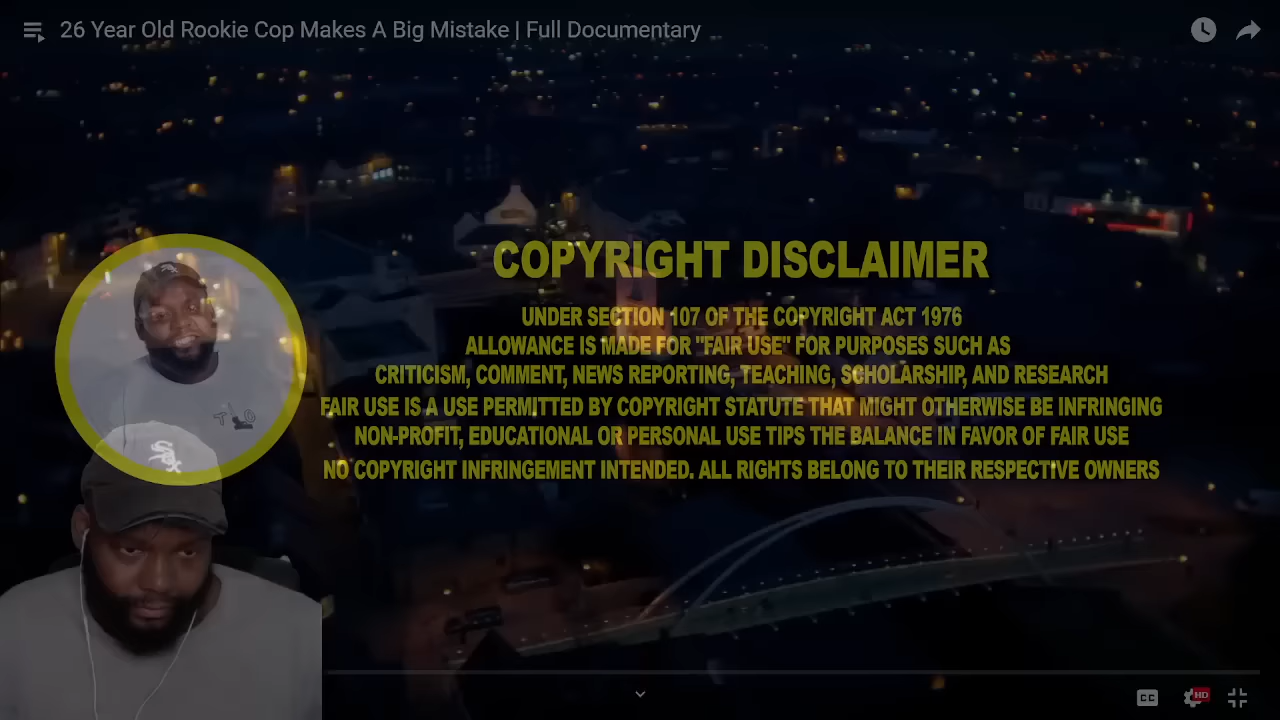 26 Year Old Rookie Cop Makes A Big Mistake | Full Documentary
COPYRIGHT DISCLAIMER
UNDER SECTION 107 OF THE COPYRIGHT ACT 1976
ALLOWANCE IS MADE FOR "FAIR USE" FOR PURPOSES SUCH AS
CRITICISM, COMMENT, NEWS REPORTING, TEACHING, SCHOLARSHIP, AND RESEARCH
FAIR USE IS A USE PERMITTED BY COPYRIGHT STATUTE THAT MIGHT OTHERWISE BE INFRINGING
NON-PROFIT, EDUCATIONAL OR PERSONAL USE TIPS THE BALANCE IN FAVOR OF FAIR USE
NO COPYRIGHT INFRINGEMENT INTENDED. ALL RIGHTS BELONG TO THEIR RESPECTIVE OWNERS
Sox
CC
HD